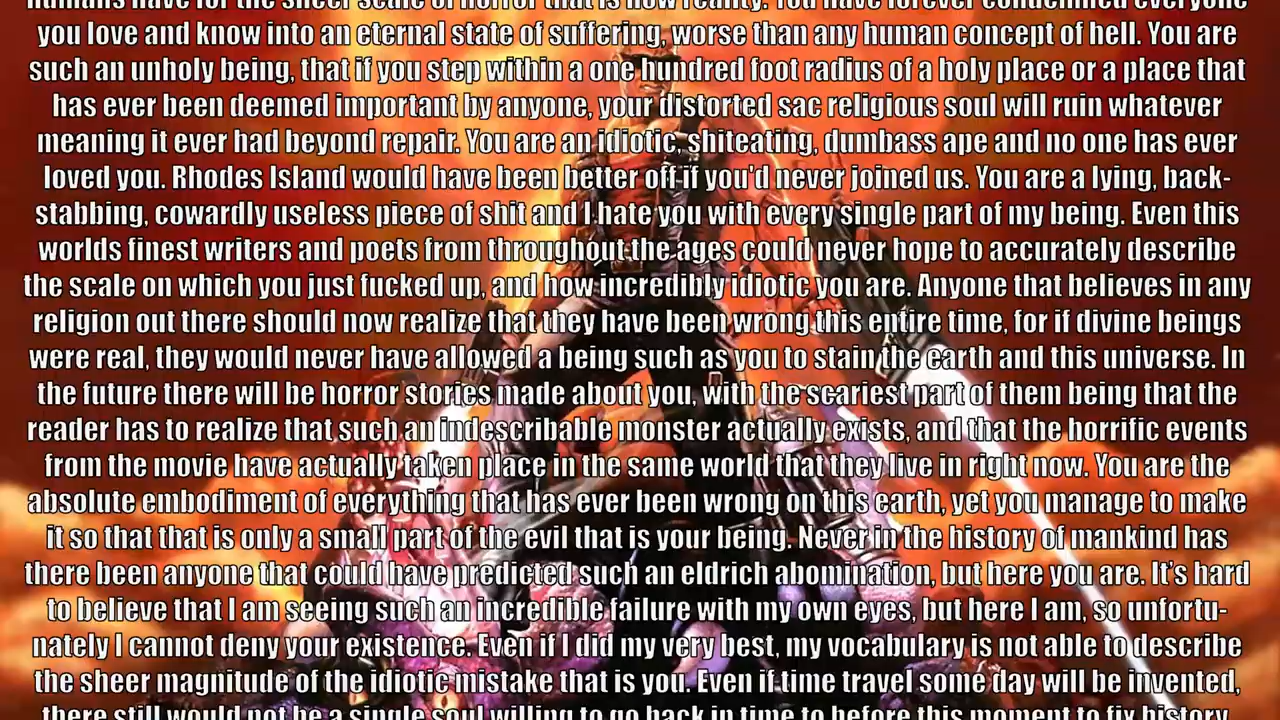 humans have for the sheer scale of horror that is now reality. You have forever condemned everyone
you love and know into an eternal state of suffering, worse than any human concept of hell. You are
such an unholy being, that if you step within a one hundred foot radius of a holy place or a place that
has ever been deemed important by anyone, your distorted sac religious soul will ruin whatever
meaning it ever had beyond repair. You are an idiotic, shiteating, dumbass ape and no one has ever
loved you. Rhodes Island would have been better off if you'd never joined us. You are a lying, back-
stabbing, cowardly useless piece of shit and I hate you with every single part of my being. Even this
worlds finest writers and poets from throughout the ages could never hope to accurately describe
the scale on which you just fucked up, and how incredibly idiotic you are. Anyone that believes in any
religion out there should now realize that they have been wrong this entire time, for if divine beings
were real, they would never have allowed a being such as you to stain the earth and this universe. In
the future there will be horror stories made about you, with the scariest part of them being that the
reader has to realize that such an indescribable monster actually exists, and that the horrific events
from the movie have actually taken place in the same world that they live in right now. You are the
absolute embodiment of everything that has ever been wrong on this earth, yet you manage to make
it so that that is only a small part of the evil that is your being. Never in the history of mankind has
there been anyone that could have predicted such an eldrich abomination, but here you are. It's hard
to believe that I am seeing such an incredible failure with my own eyes, but here I am, so unfortu-
nately I cannot deny your existence. Even if I did my very best, my vocabulary is not able to describe
the sheer magnitude of the idiotic mistake that is you. Even if time travel some day will be invented,
there still would not be a single soul willing to go back in time to before this moment to fix history,